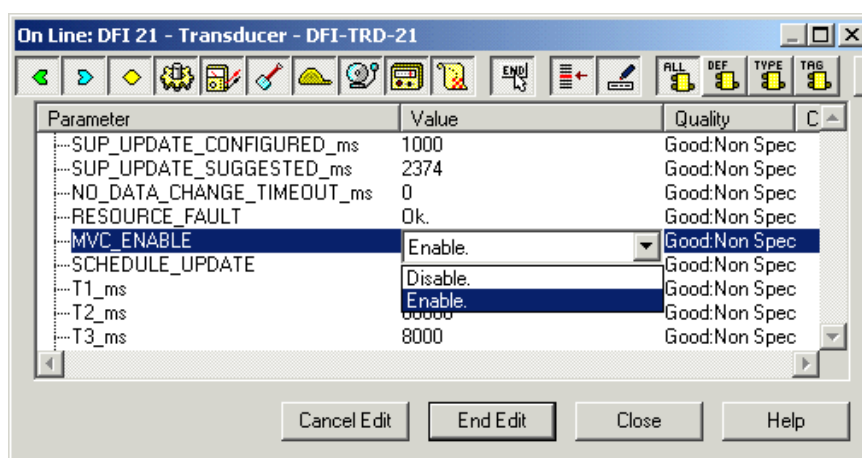 On Line: DFI 21 - Transducer - DFI-TRD-21
END ALL DEF TYPE TAG
Parameter Value Quality C
SUP_UPDATE_CONFIGURED_ms 1000 Good:Non Spec
SUP_UPDATE_SUGGESTED_ms 2374 Good:Non Spec
NO_DATA_CHANGE_TIMEOUT_ms 0 Good:Non Spec
RESOURCE_FAULT Ok. Good:Non Spec
MVC_ENABLE Enable. Good:Non Spec
SCHEDULE_UPDATE Disable. Good:Non Spec
T1_ms Enable. Good:Non Spec
T2_ms Good:Non Spec
T3_ms 8000 Good:Non Spec
Cancel Edit End Edit Close Help